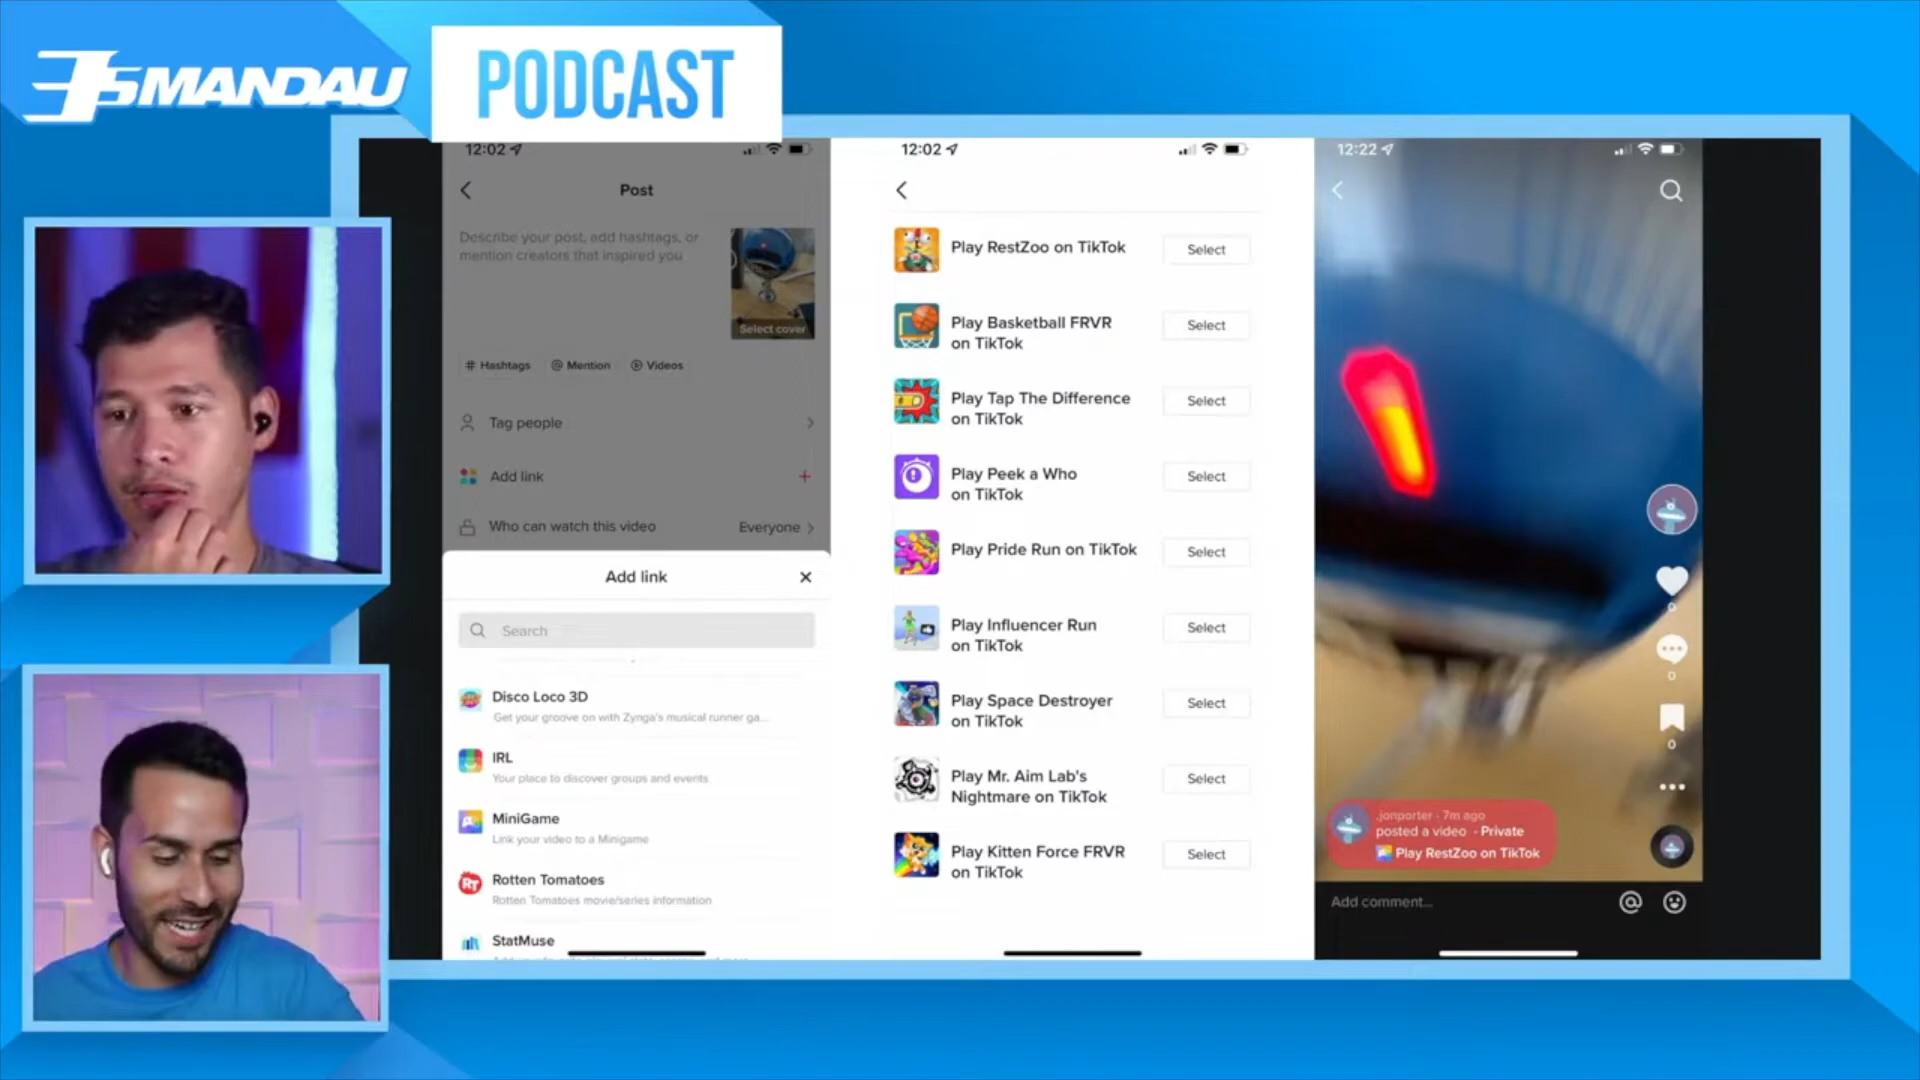 ESMANDAU
PODCAST
12:02
Post
Describe your post, add hashtags, or
mention creators that inspired you
Select cover
# Hashtags
@ Mention
Videos
Tag people
Add link
Who can watch this video
Everyone
Add link
Search
Disco Loco 3D
Get your groove on with Zynga's musical runner ga...
IRL
Your place to discover groups and events
MiniGame
Link your video to a Minigame
RT
Rotten Tomatoes
Rotten Tomatoes movie/series information
StatMuse
12:02
Play RestZoo on TikTok
Select
Play Basketball FRVR
on TikTok
Select
Play Tap The Difference
on TikTok
Select
Play Peek a Who
on TikTok
Select
Play Pride Run on TikTok
Select
Play Influencer Run
on TikTok
Select
Play Space Destroyer
on TikTok
Select
Play Mr. Aim Lab's
Nightmare on TikTok
Select
Play Kitten Force FRVR
on TikTok
Select
12:22
0
0
0
.jonporter · 7m ago
posted a video · Private
Play RestZoo on TikTok
Add comment...